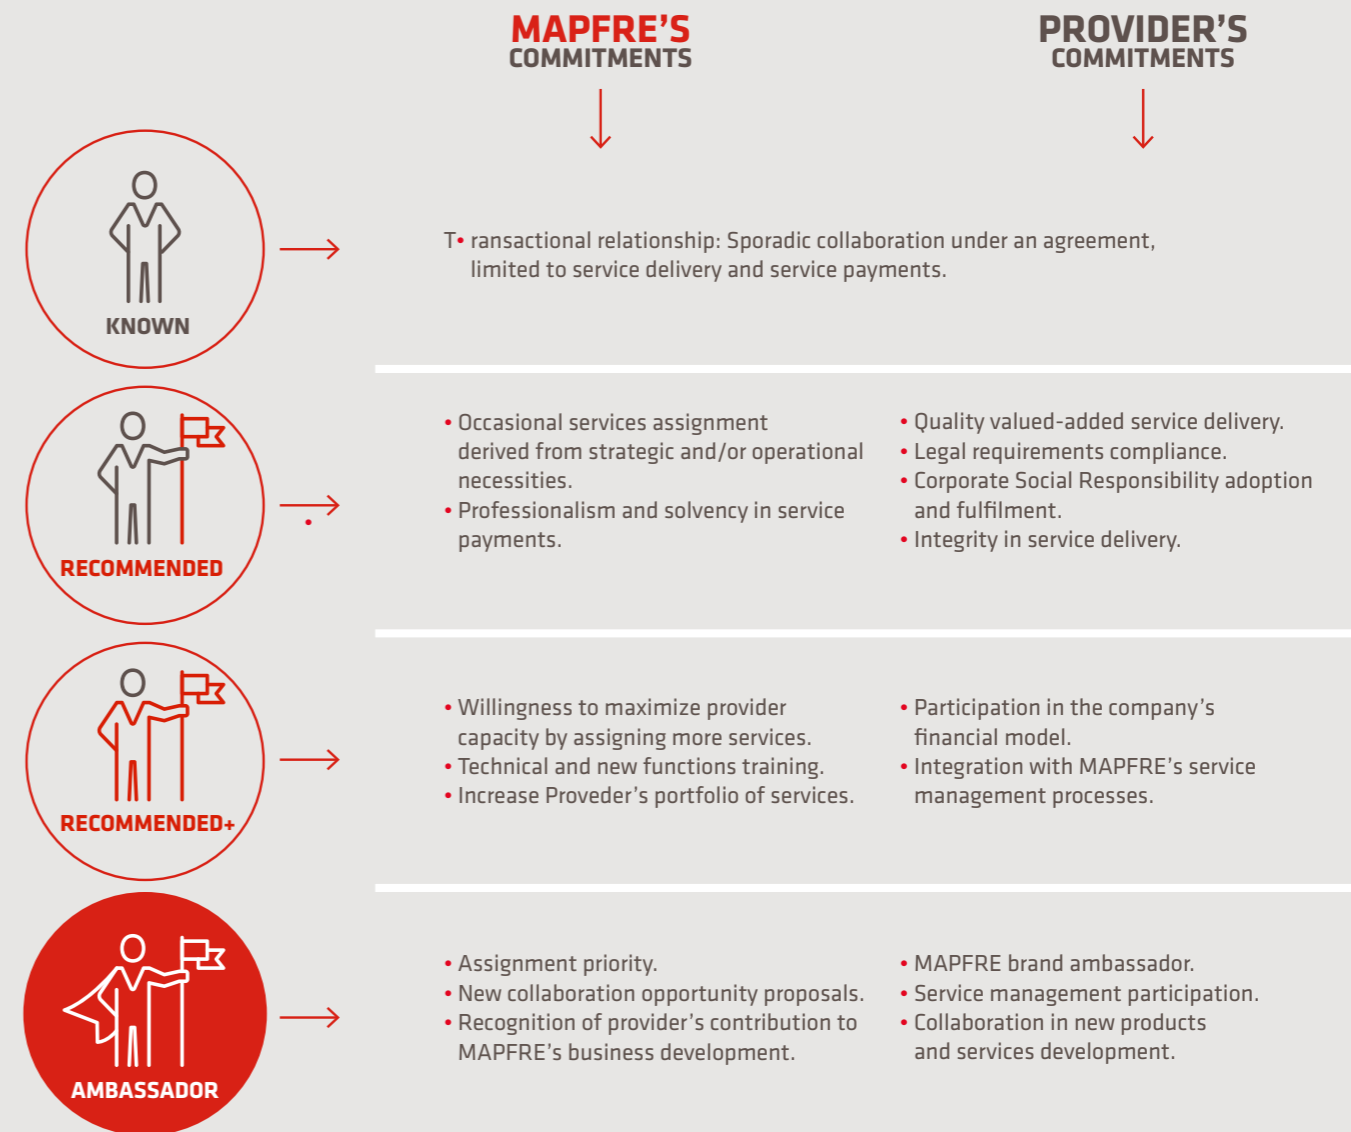 MAPFRE'S
COMMITMENTS
PROVIDER'S
COMMITMENTS
KNOWN
T• ransactional relationship: Sporadic collaboration under an agreement,
limited to service delivery and service payments.
RECOMMENDED
•
• Occasional services assignment
derived from strategic and/or operational
necessities.
• Professionalism and solvency in service
payments.
• Quality valued-added service delivery.
• Legal requirements compliance.
• Corporate Social Responsibility adoption
and fulfilment.
• Integrity in service delivery.
RECOMMENDED+
• Willingness to maximize provider
capacity by assigning more services.
• Technical and new functions training.
• Increase Proveder's portfolio of services.
• Participation in the company's
financial model.
• Integration with MAPFRE's service
management processes.
AMBASSADOR
• Assignment priority.
• New collaboration opportunity proposals.
• Recognition of provider's contribution to
MAPFRE's business development.
• MAPFRE brand ambassador.
• Service management participation.
• Collaboration in new products
and services development.